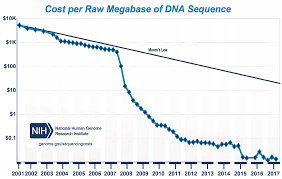 Cost per Raw Megabase of DNA Sequence
$10K
$1K
Moore's Law
$100
$10
$1
$0.1
NIH
National Human Genome
Research Institute
genome.gov/sequencingcosts
2001 2002 2003 2004 2005 2006 2007 2008 2009 2010 2011 2012 2013 2014 2015 2016 2017